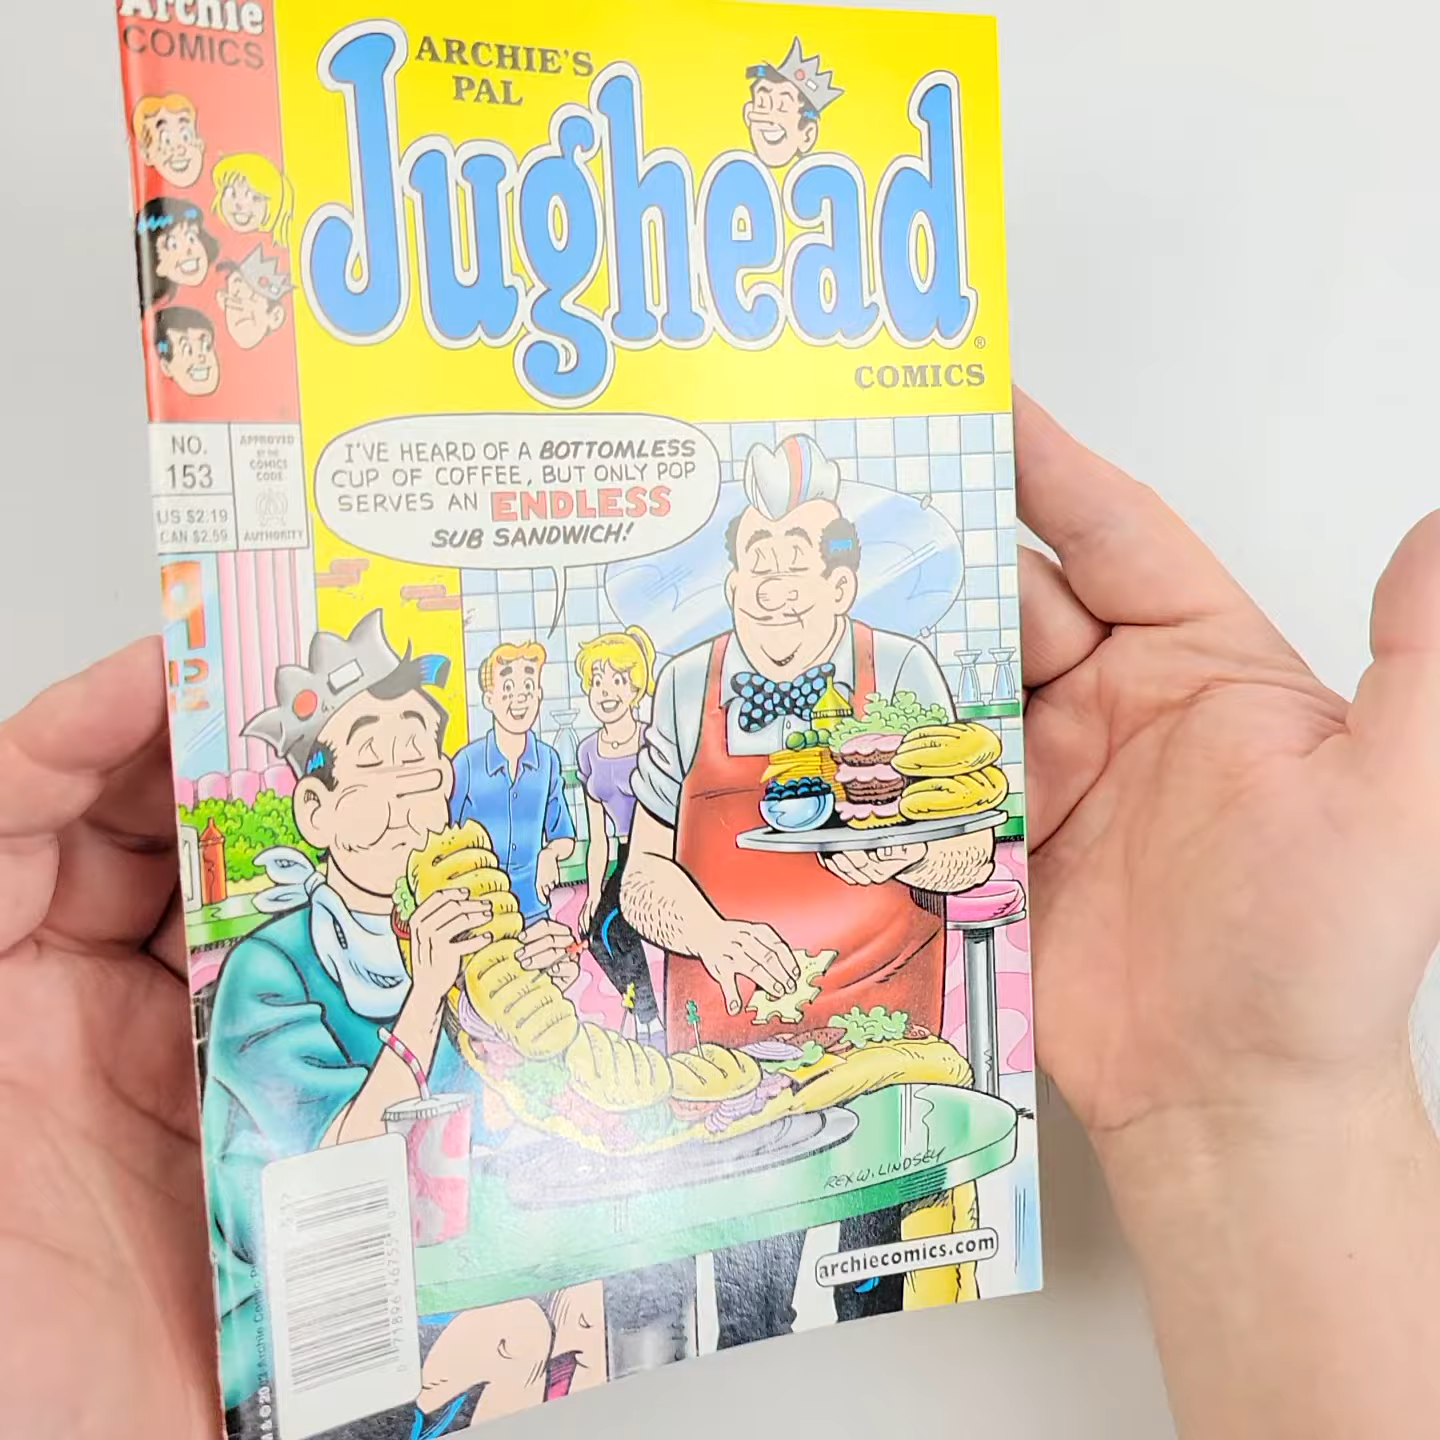 Archie
COMICS
ARCHIE'S
PAL
Jughead
®
COMICS
NO.
153
APPROVED
BY THE
COMICS
CODE
AUTHORITY
US $2.19
CAN $2.59
I'VE HEARD OF A BOTTOMLESS
CUP OF COFFEE, BUT ONLY POP
SERVES AN ENDLESS
SUB SANDWICH!
REX W. LINDSEY
archiecomics.com